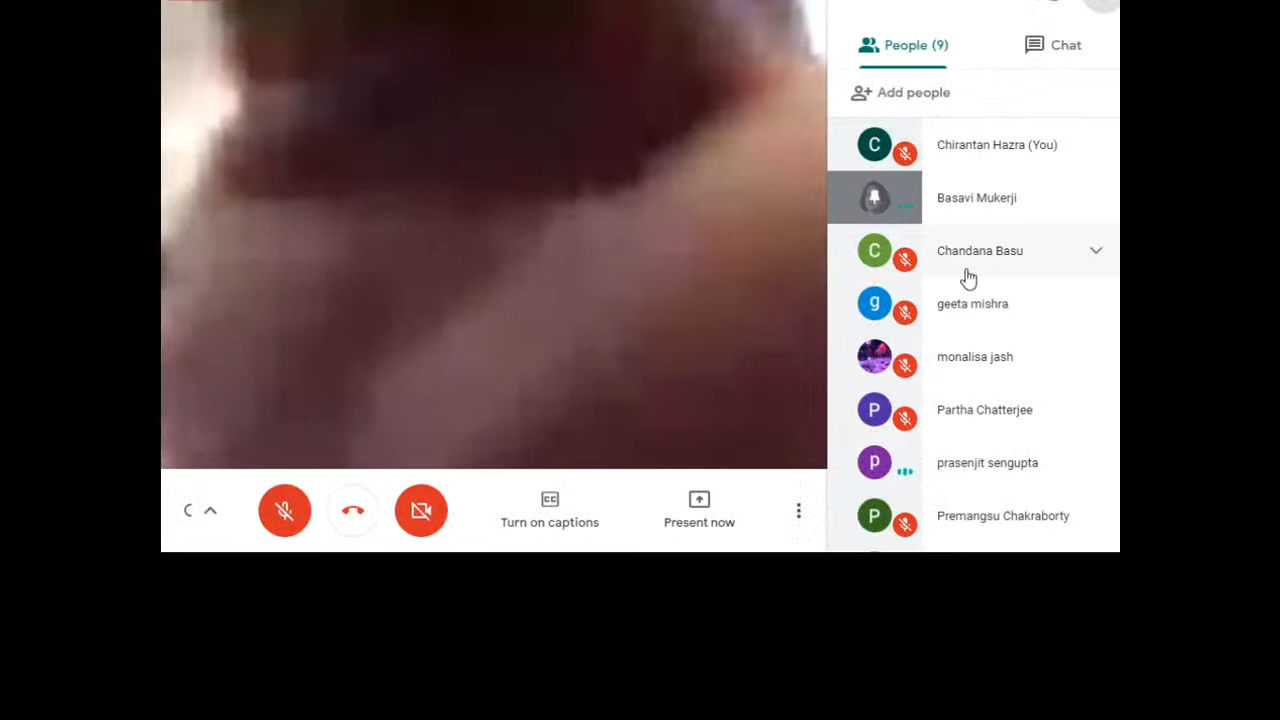 People (9)
Chat
Add people
C
Chirantan Hazra (You)
Basavi Mukerji
C
Chandana Basu
g
geeta mishra
monalisa jash
P
Partha Chatterjee
p
prasenjit sengupta
P
Premangsu Chakraborty
CC
Turn on captions
Present now